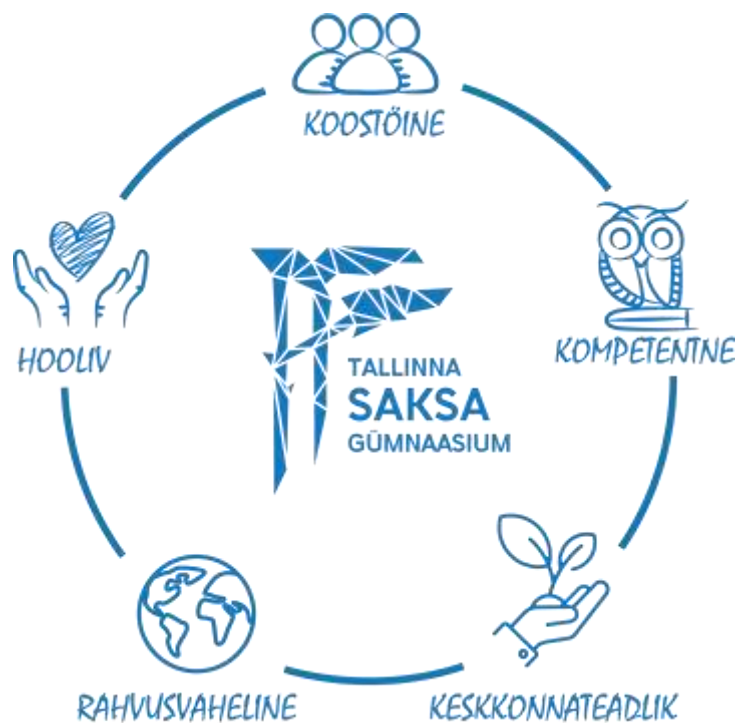 KOOSTÖINE
KOMPETENTNE
KESKKONNATEADLIK
RAHVUSVAHELINE
HOOLIV
TALLINNA
SAKSA
GÜMNAASIUM